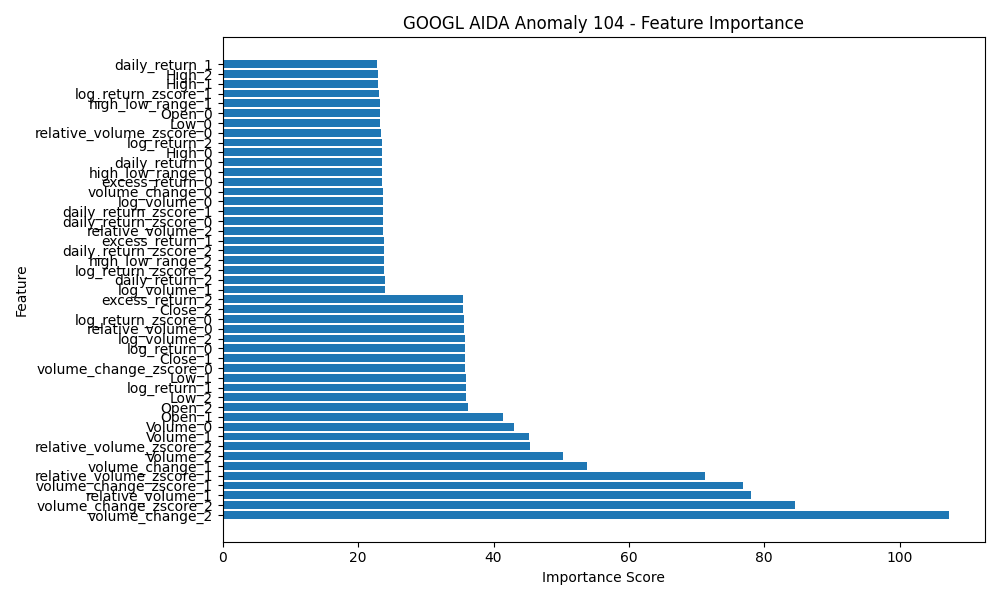 GOOGL AIDA Anomaly 104 - Feature Importance
daily_return_1
High_2
High_1
log_return_zscore_1
high_low_range_1
Open_0
Low_0
relative_volume_zscore_0
log_return_2
High_0
daily_return_0
high_low_range_0
excess_return_0
volume_change_0
log_volume_0
daily_return_zscore_1
daily_return_zscore_0
relative_volume_2
excess_return_1
daily_return_zscore_2
high_low_range_2
log_return_zscore_2
daily_return_2
log_volume_1
excess_return_2
Close_2
log_return_zscore_0
relative_volume_0
log_volume_2
log_return_0
Close_1
volume_change_zscore_0
Low_1
log_return_1
Low_2
Open_2
Open_1
Volume_0
Volume_1
relative_volume_zscore_2
Volume_2
volume_change_1
relative_volume_zscore_1
volume_change_zscore_1
relative_volume_1
volume_change_zscore_2
volume_change_2
Feature
0 20 40 60 80 100
Importance Score